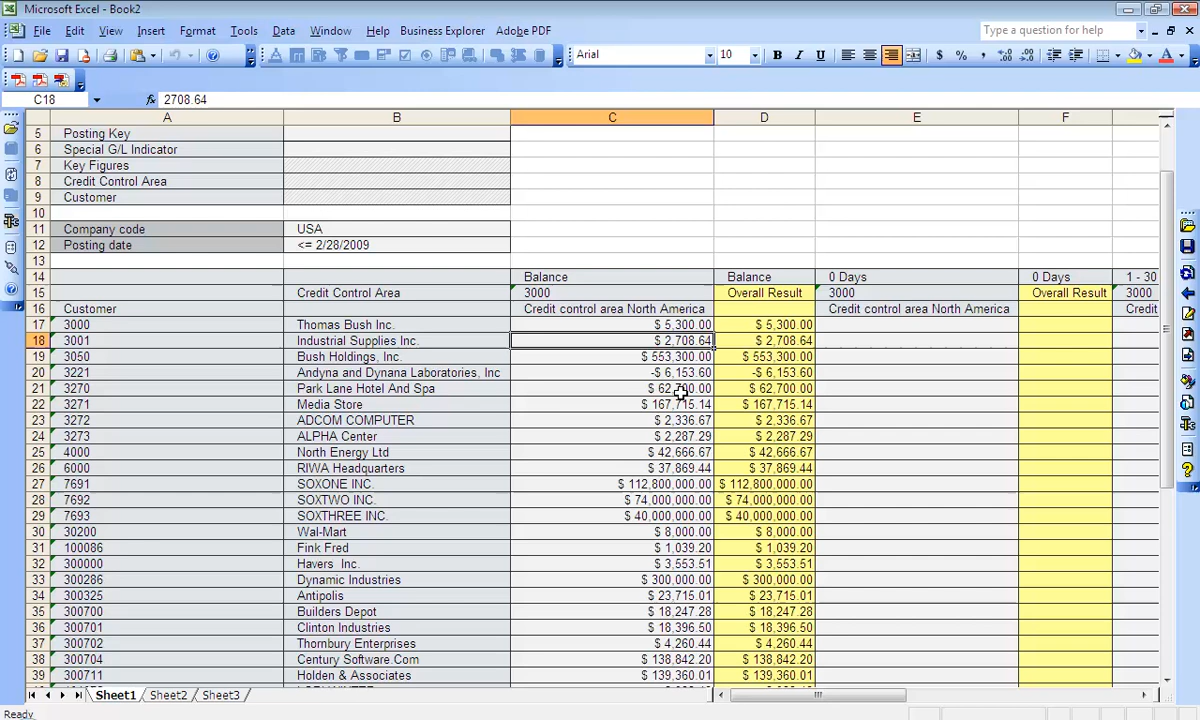 Microsoft Excel - Book2
File Edit View Insert Format Tools Data Window Help Business Explorer Adobe PDF Type a question for help
Arial 10 B I U $ %
C18 fx 2708.64
A B C D E F
5 Posting Key
6 Special G/L Indicator
7 Key Figures
8 Credit Control Area
9 Customer
10
11 Company code USA
12 Posting date <= 2/28/2009
13
14 Balance Balance 0 Days 0 Days 1 - 30
15 Credit Control Area 3000 Overall Result 3000 Overall Result 3000
16 Customer Credit control area North America Credit control area North America Credit
17 3000 Thomas Bush Inc. $ 5,300.00 $ 5,300.00
18 3001 Industrial Supplies Inc. $ 2,708.64 $ 2,708.64
19 3050 Bush Holdings, Inc. $ 553,300.00 $ 553,300.00
20 3221 Andyna and Dynana Laboratories, Inc -$ 6,153.60 -$ 6,153.60
21 3270 Park Lane Hotel And Spa $ 62,700.00 $ 62,700.00
22 3271 Media Store $ 167,715.14 $ 167,715.14
23 3272 ADCOM COMPUTER $ 2,336.67 $ 2,336.67
24 3273 ALPHA Center $ 2,287.29 $ 2,287.29
25 4000 North Energy Ltd $ 42,666.67 $ 42,666.67
26 6000 RIWA Headquarters $ 37,869.44 $ 37,869.44
27 7691 SOXONE INC. $ 112,800,000.00 $ 112,800,000.00
28 7692 SOXTWO INC. $ 74,000,000.00 $ 74,000,000.00
29 7693 SOXTHREE INC. $ 40,000,000.00 $ 40,000,000.00
30 30200 Wal-Mart $ 8,000.00 $ 8,000.00
31 100086 Fink Fred $ 1,039.20 $ 1,039.20
32 300000 Havers Inc. $ 3,553.51 $ 3,553.51
33 300286 Dynamic Industries $ 300,000.00 $ 300,000.00
34 300325 Antipolis $ 23,715.01 $ 23,715.01
35 300700 Builders Depot $ 18,247.28 $ 18,247.28
36 300701 Clinton Industries $ 18,396.50 $ 18,396.50
37 300702 Thornbury Enterprises $ 4,260.44 $ 4,260.44
38 300704 Century Software.Com $ 138,842.20 $ 138,842.20
39 300711 Holden & Associates $ 139,360.01 $ 139,360.01
Sheet1 Sheet2 Sheet3
Ready